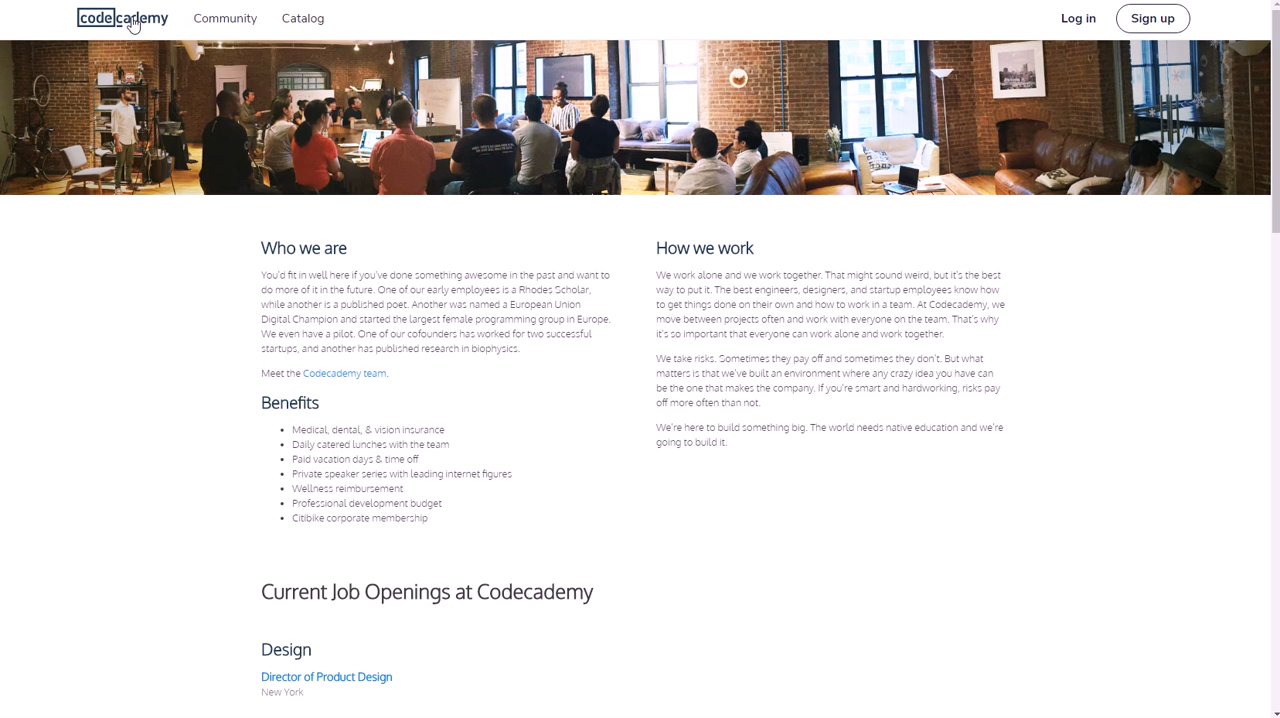 codecademy
Community
Catalog
Log in
Sign up
Who we are
You'd fit in well here if you've done something awesome in the past and want to
do more of it in the future. One of our early employees is a Rhodes Scholar,
while another is a published poet. Another was named a European Union
Digital Champion and started the largest female programming group in Europe.
We even have a pilot. One of our cofounders has worked for two successful
startups, and another has published research in biophysics.
Meet the Codecademy team.
Benefits
Medical, dental, & vision insurance
Daily catered lunches with the team
Paid vacation days & time off
Private speaker series with leading internet figures
Wellness reimbursement
Professional development budget
Citibike corporate membership
How we work
We work alone and we work together. That might sound weird, but it's the best
way to put it. The best engineers, designers, and startup employees know how
to get things done on their own and how to work in a team. At Codecademy, we
move between projects often and work with everyone on the team. That's why
it's so important that everyone can work alone and work together.
We take risks. Sometimes they pay off and sometimes they don't. But what
matters is that we've built an environment where any crazy idea you have can
be the one that makes the company. If you're smart and hardworking, risks pay
off more often than not.
We're here to build something big. The world needs native education and we're
going to build it.
Current Job Openings at Codecademy
Design
Director of Product Design
New York